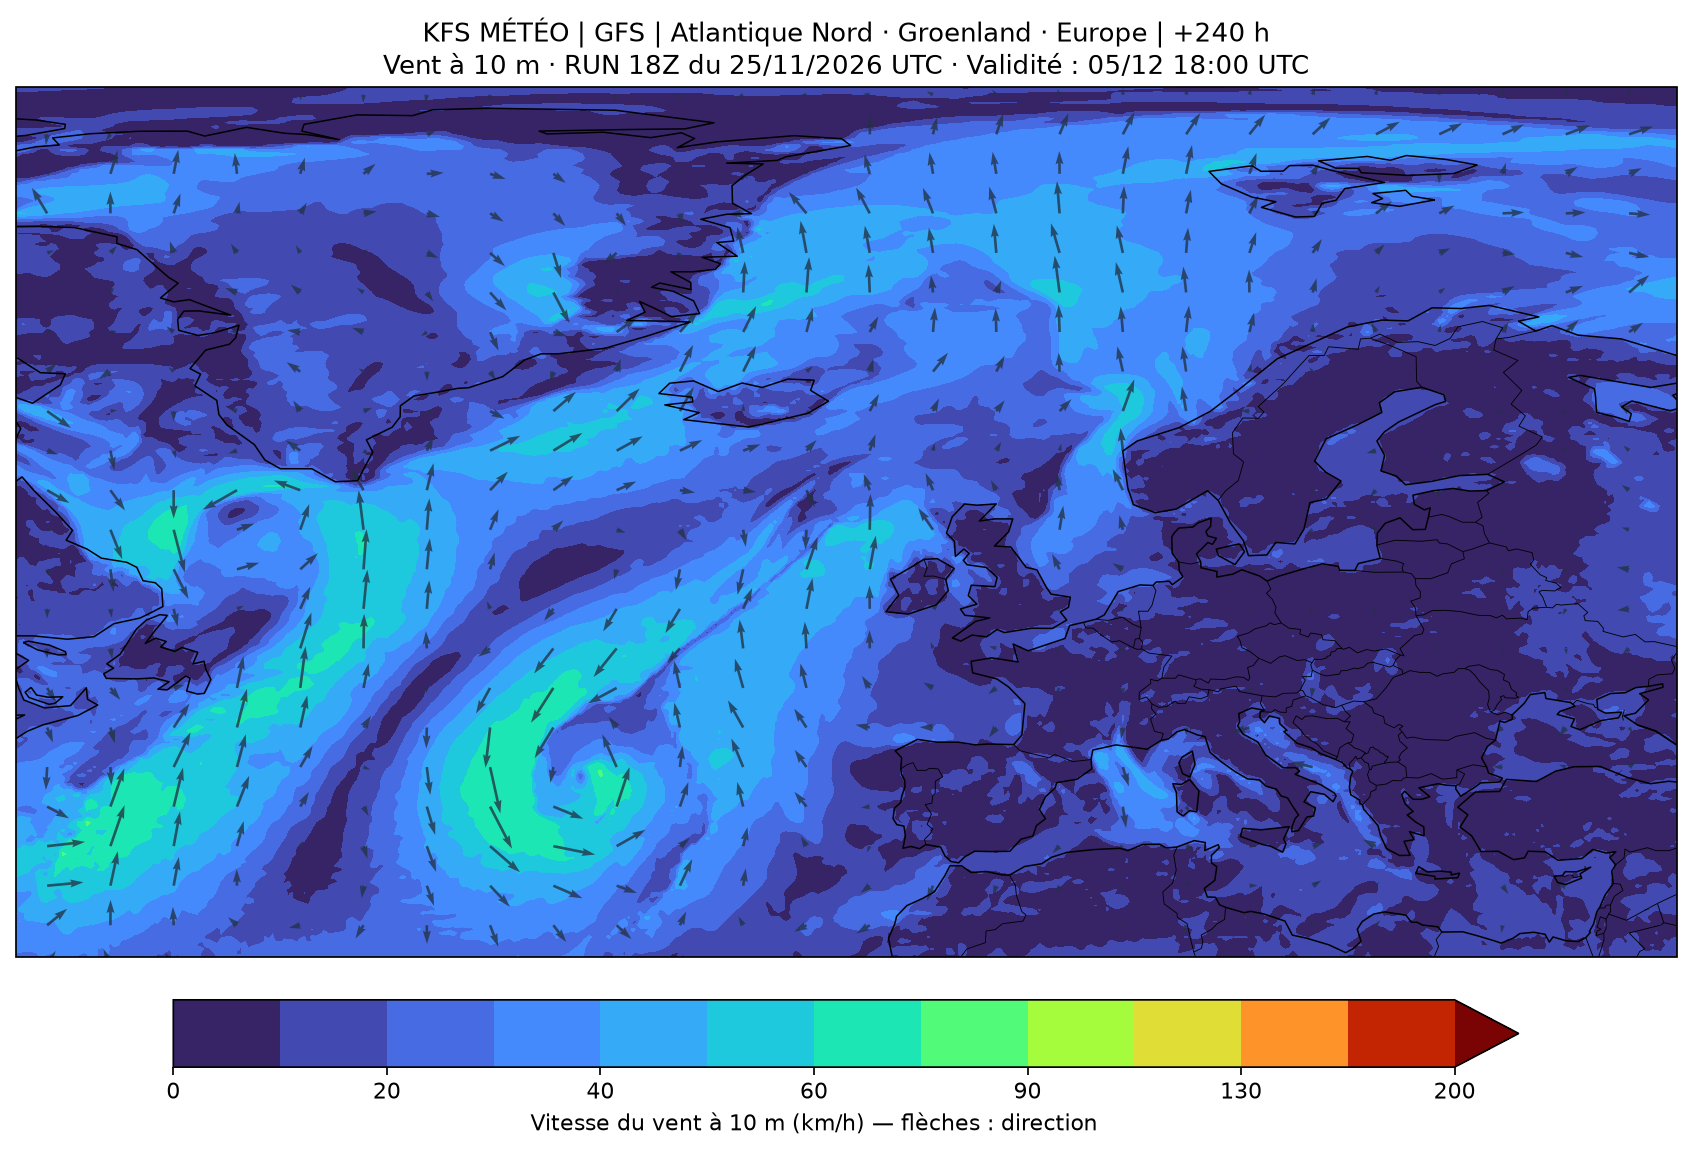 KFS MÉTÉO | GFS | Atlantique Nord · Groenland · Europe | +240 h
Vent à 10 m · RUN 18Z du 25/11/2026 UTC · Validité : 05/12 18:00 UTC
0 20 40 60 90 130 200
Vitesse du vent à 10 m (km/h) — flèches : direction